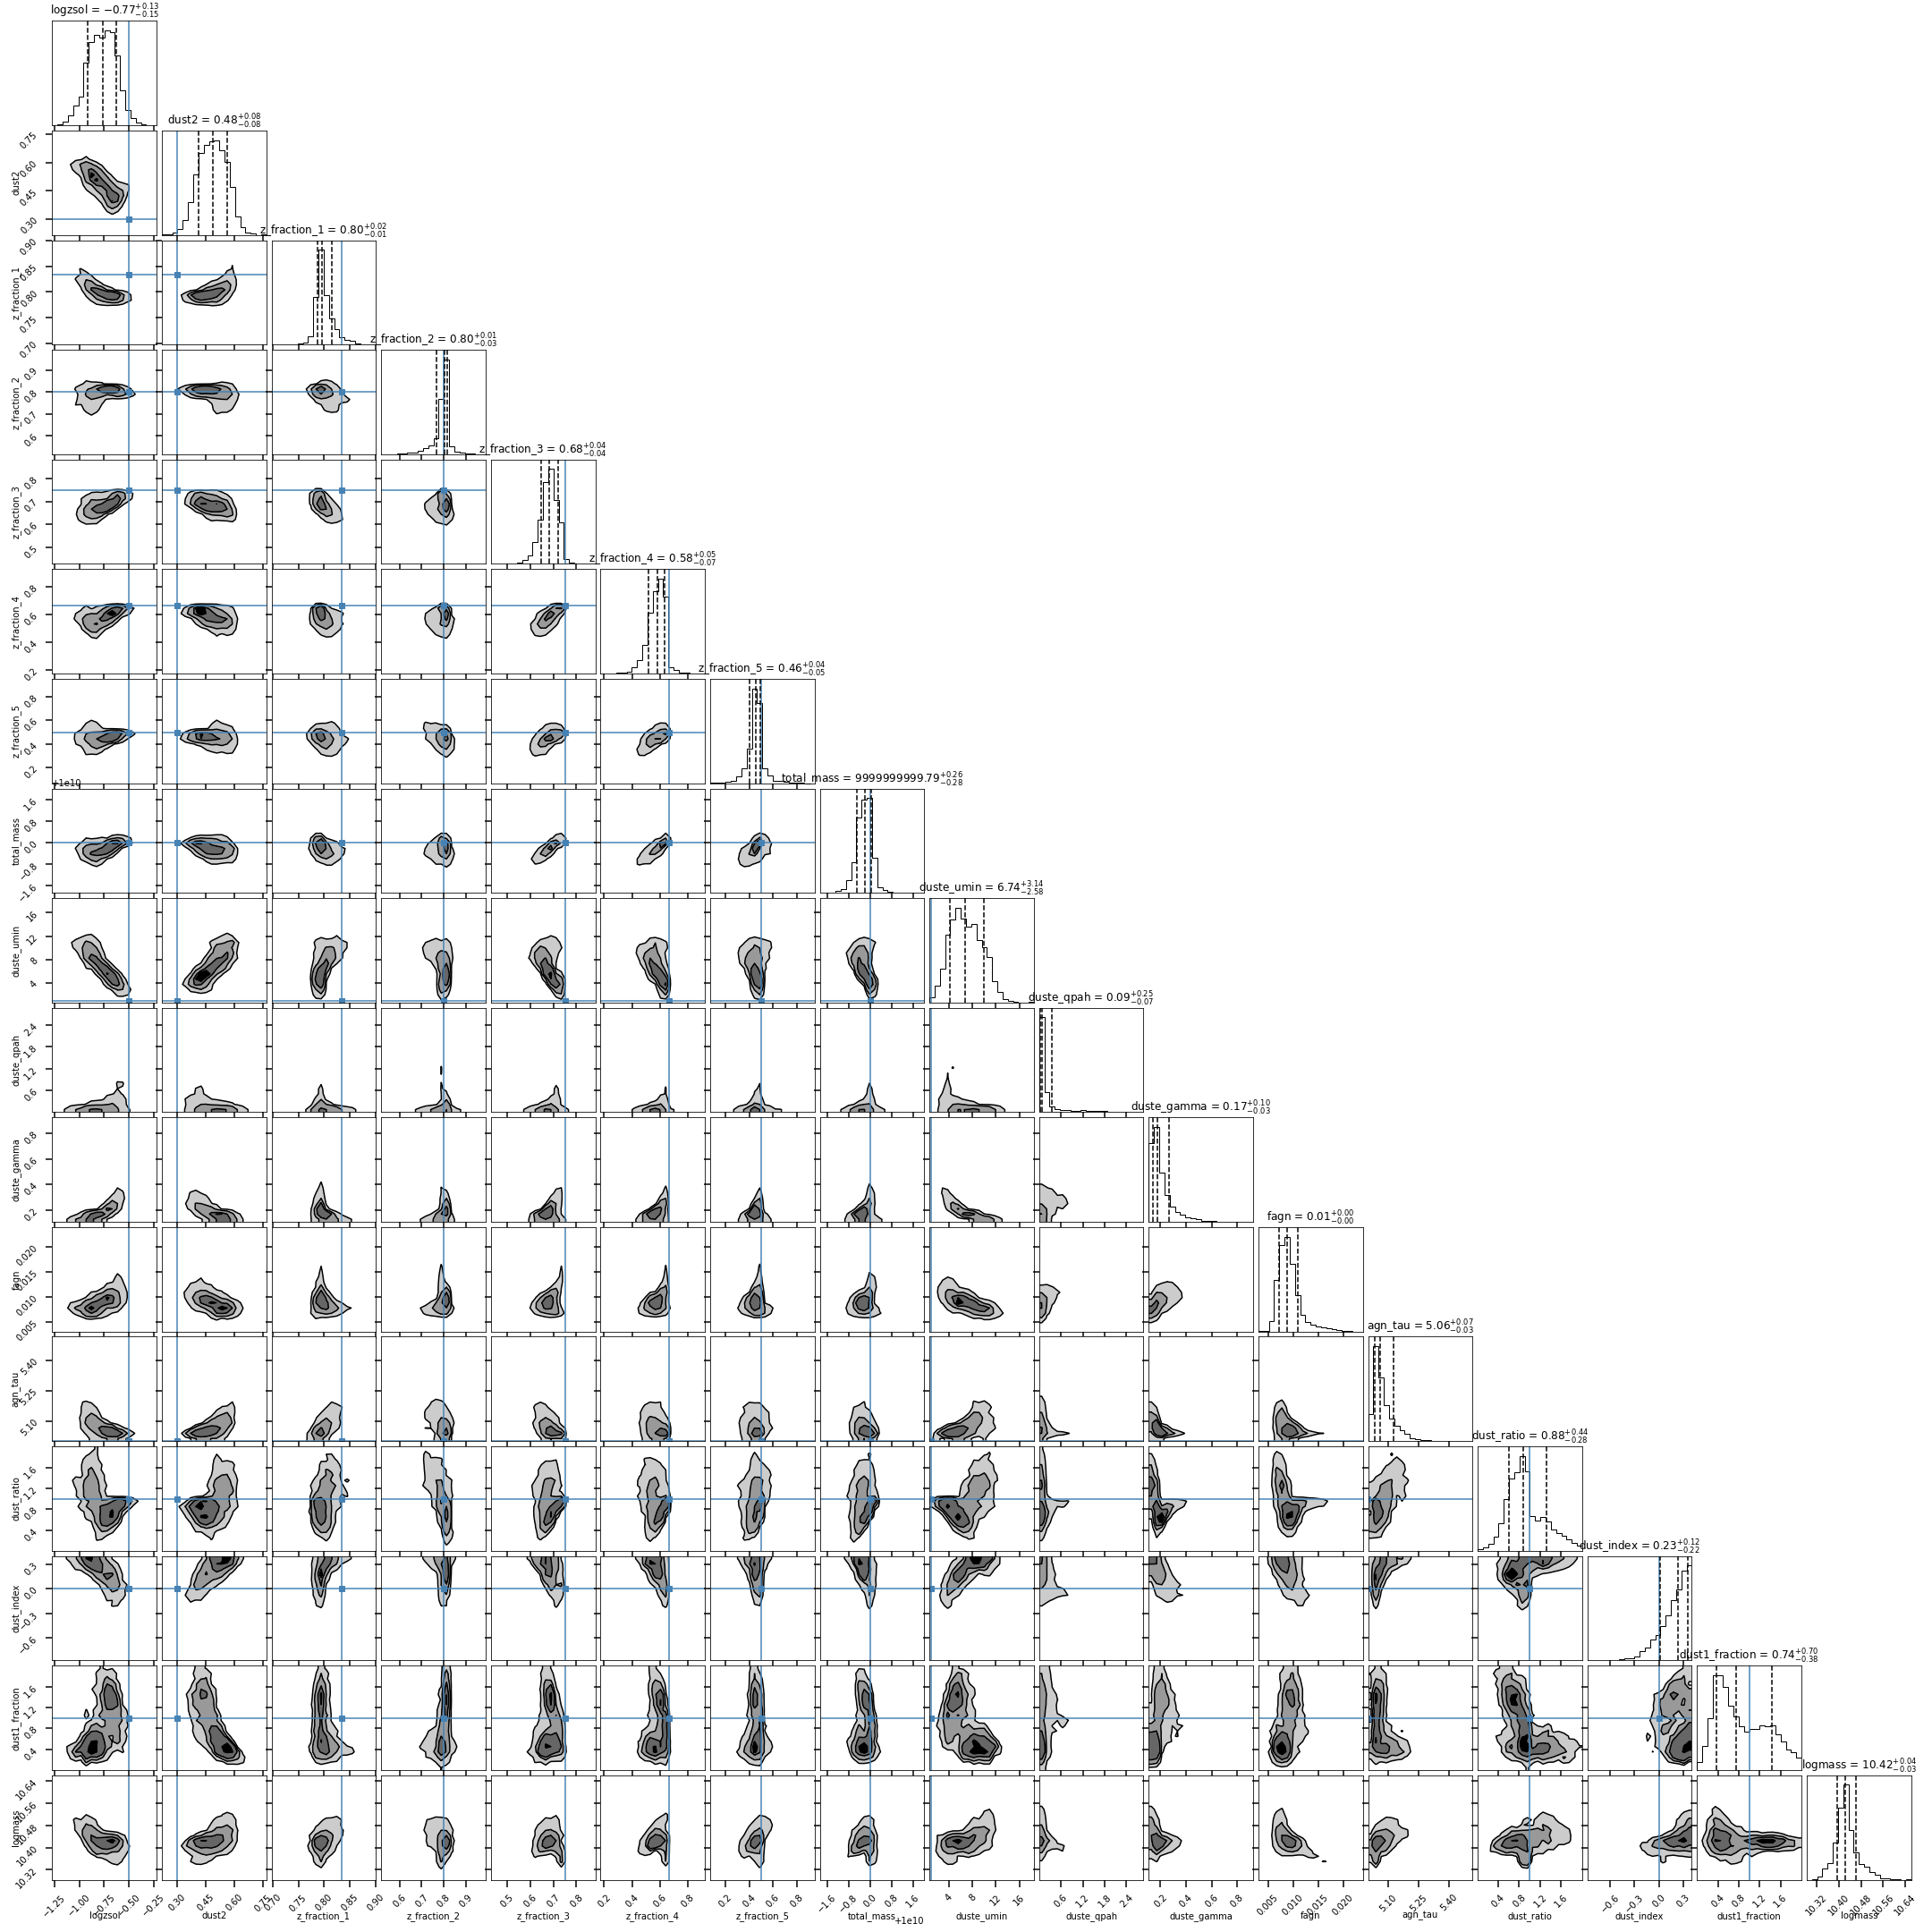 logzsol = −0.77+0.13 −0.15
dust2 = 0.48+0.08 −0.08
0.75
0.60
0.45
0.30
dust2
z_fraction_1 = 0.80+0.02 −0.01
0.90
0.85
0.80
0.75
0.70
z_fraction_1
z_fraction_2 = 0.80+0.01 −0.03
0.9
0.8
0.7
0.6
z_fraction_2
z_fraction_3 = 0.68+0.04 −0.04
0.8
0.7
0.6
0.5
z_fraction_3
z_fraction_4 = 0.58+0.05 −0.07
0.8
0.6
0.4
0.2
z_fraction_4
z_fraction_5 = 0.46+0.04 −0.05
0.8
0.6
0.4
0.2
z_fraction_5
+1e10
total_mass = 9999999999.79+0.26 −0.28
1.6
0.8
0.0
−0.8
−1.6
total_mass
duste_umin = 6.74+3.14 −2.58
16
12
8
4
duste_umin
duste_qpah = 0.09+0.25 −0.07
2.4
1.8
1.2
0.6
duste_qpah
duste_gamma = 0.17+0.10 −0.03
0.8
0.6
0.4
0.2
duste_gamma
fagn = 0.01+0.00 −0.00
0.020
0.015
0.010
0.005
fagn
agn_tau = 5.06+0.07 −0.03
5.40
5.25
5.10
agn_tau
dust_ratio = 0.88+0.44 −0.28
1.6
1.2
0.8
0.4
dust_ratio
dust_index = 0.23+0.12 −0.22
0.3
0.0
−0.3
−0.6
dust_index
dust1_fraction = 0.74+0.70 −0.38
1.6
1.2
0.8
0.4
dust1_fraction
logmass = 10.42+0.04 −0.03
10.64
10.56
10.48
10.40
10.32
logmass
−1.25 −1.00 −0.75 −0.50 −0.25
logzsol
0.30 0.45 0.60 0.75
dust2
0.70 0.75 0.80 0.85 0.90
z_fraction_1
0.6 0.7 0.8 0.9
z_fraction_2
0.5 0.6 0.7 0.8
z_fraction_3
0.2 0.4 0.6 0.8
z_fraction_4
0.2 0.4 0.6 0.8
z_fraction_5
−1.6 −0.8 0.0 0.8 1.6
total_mass
+1e10
4 8 12 16
duste_umin
0.6 1.2 1.8 2.4
duste_qpah
0.2 0.4 0.6 0.8
duste_gamma
0.005 0.010 0.015 0.020
fagn
5.10 5.25 5.40
agn_tau
0.4 0.8 1.2 1.6
dust_ratio
−0.6 −0.3 0.0 0.3
dust_index
0.4 0.8 1.2 1.6
dust1_fraction
10.32 10.40 10.48 10.56 10.64
logmass